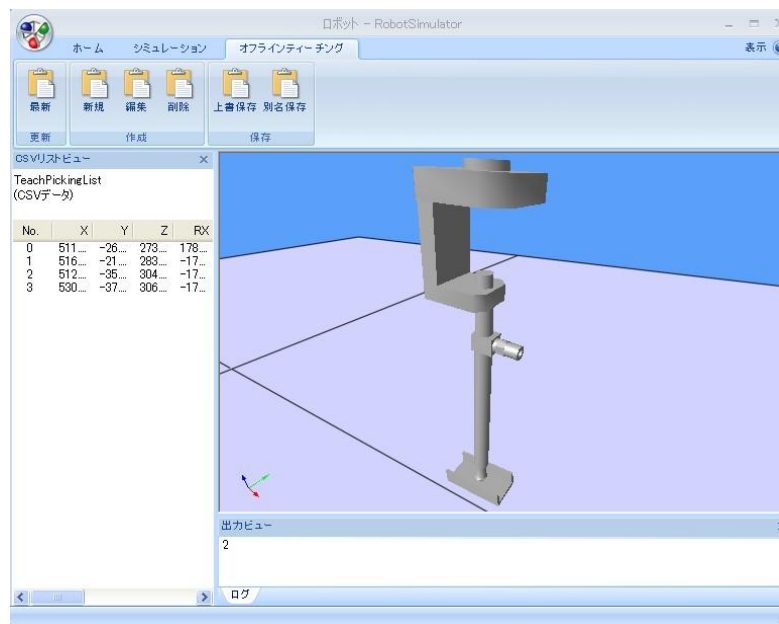 ロボット - RobotSimulator
ホーム シミュレーション オフラインティーチング 表示
最新 新規 編集 削除 上書保存 別名保存
更新 作成 保存
CSVリストビュー
TeachPickingList
(CSVデータ)
No. X Y Z RX
0 511... -26... 273... 178...
1 516... -21... 283... -17...
2 512... -35... 304... -17...
3 530... -37... 306... -17...
出力ビュー
2
ログ